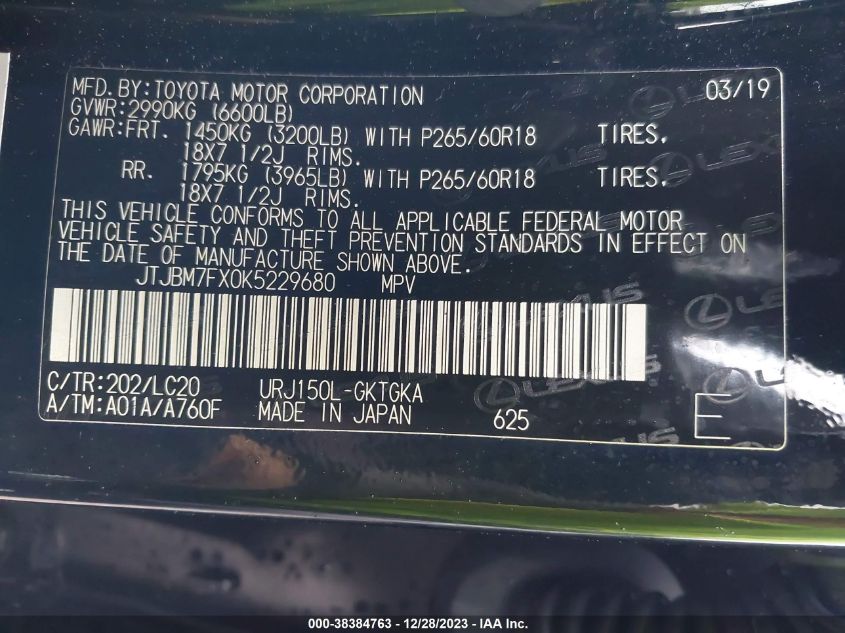 MFD. BY: TOYOTA MOTOR CORPORATION 03/19
GVWR: 2990KG (6600LB)
GAWR: FRT. 1450KG (3200LB) WITH P265/60R18 TIRES.
18X7 1/2J RIMS.
RR. 1795KG (3965LB) WITH P265/60R18 TIRES.
18X7 1/2J RIMS.
THIS VEHICLE CONFORMS TO ALL APPLICABLE FEDERAL MOTOR
VEHICLE SAFETY AND THEFT PREVENTION STANDARDS IN EFFECT ON
THE DATE OF MANUFACTURE SHOWN ABOVE.
JTJBM7FX0K5229680 MPV
C/TR: 202/LC20 URJ150L-GKTGKA
A/TM: A01A/A760F MADE IN JAPAN 625 E
LEXUS
LEXUS
000-38384763 - 12/28/2023 - IAA Inc.